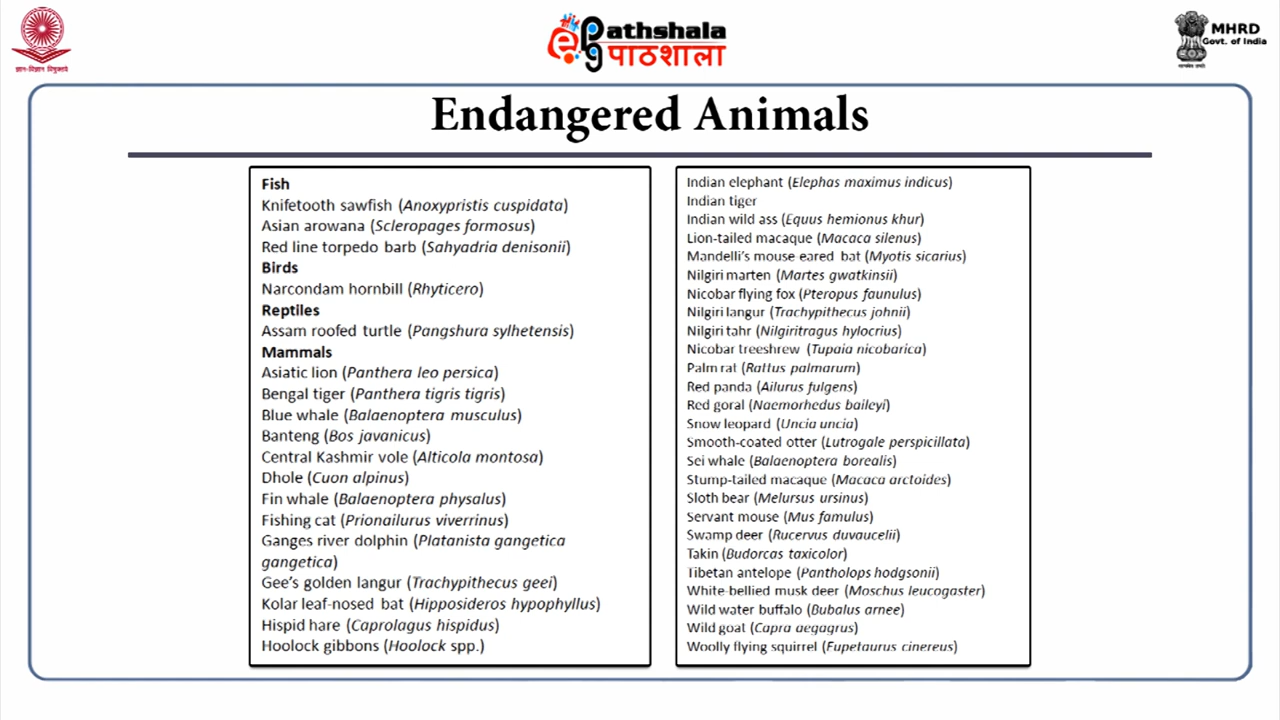 ज्ञान-विज्ञान विमुक्तये
ePG Pathshala
पाठशाला
MHRD
Govt. of India
सत्यमेव जयते
Endangered Animals
Fish
Knifetooth sawfish (Anoxypristis cuspidata)
Asian arowana (Scleropages formosus)
Red line torpedo barb (Sahyadria denisonii)
Birds
Narcondam hornbill (Rhyticero)
Reptiles
Assam roofed turtle (Pangshura sylhetensis)
Mammals
Asiatic lion (Panthera leo persica)
Bengal tiger (Panthera tigris tigris)
Blue whale (Balaenoptera musculus)
Banteng (Bos javanicus)
Central Kashmir vole (Alticola montosa)
Dhole (Cuon alpinus)
Fin whale (Balaenoptera physalus)
Fishing cat (Prionailurus viverrinus)
Ganges river dolphin (Platanista gangetica
gangetica)
Gee's golden langur (Trachypithecus geei)
Kolar leaf-nosed bat (Hipposideros hypophyllus)
Hispid hare (Caprolagus hispidus)
Hoolock gibbons (Hoolock spp.)
Indian elephant (Elephas maximus indicus)
Indian tiger
Indian wild ass (Equus hemionus khur)
Lion-tailed macaque (Macaca silenus)
Mandelli's mouse eared bat (Myotis sicarius)
Nilgiri marten (Martes gwatkinsii)
Nicobar flying fox (Pteropus faunulus)
Nilgiri langur (Trachypithecus johnii)
Nilgiri tahr (Nilgiritragus hylocrius)
Nicobar treeshrew (Tupaia nicobarica)
Palm rat (Rattus palmarum)
Red panda (Ailurus fulgens)
Red goral (Naemorhedus baileyi)
Snow leopard (Uncia uncia)
Smooth-coated otter (Lutrogale perspicillata)
Sei whale (Balaenoptera borealis)
Stump-tailed macaque (Macaca arctoides)
Sloth bear (Melursus ursinus)
Servant mouse (Mus famulus)
Swamp deer (Rucervus duvaucelii)
Takin (Budorcas taxicolor)
Tibetan antelope (Pantholops hodgsonii)
White-bellied musk deer (Moschus leucogaster)
Wild water buffalo (Bubalus arnee)
Wild goat (Capra aegagrus)
Woolly flying squirrel (Eupetaurus cinereus)